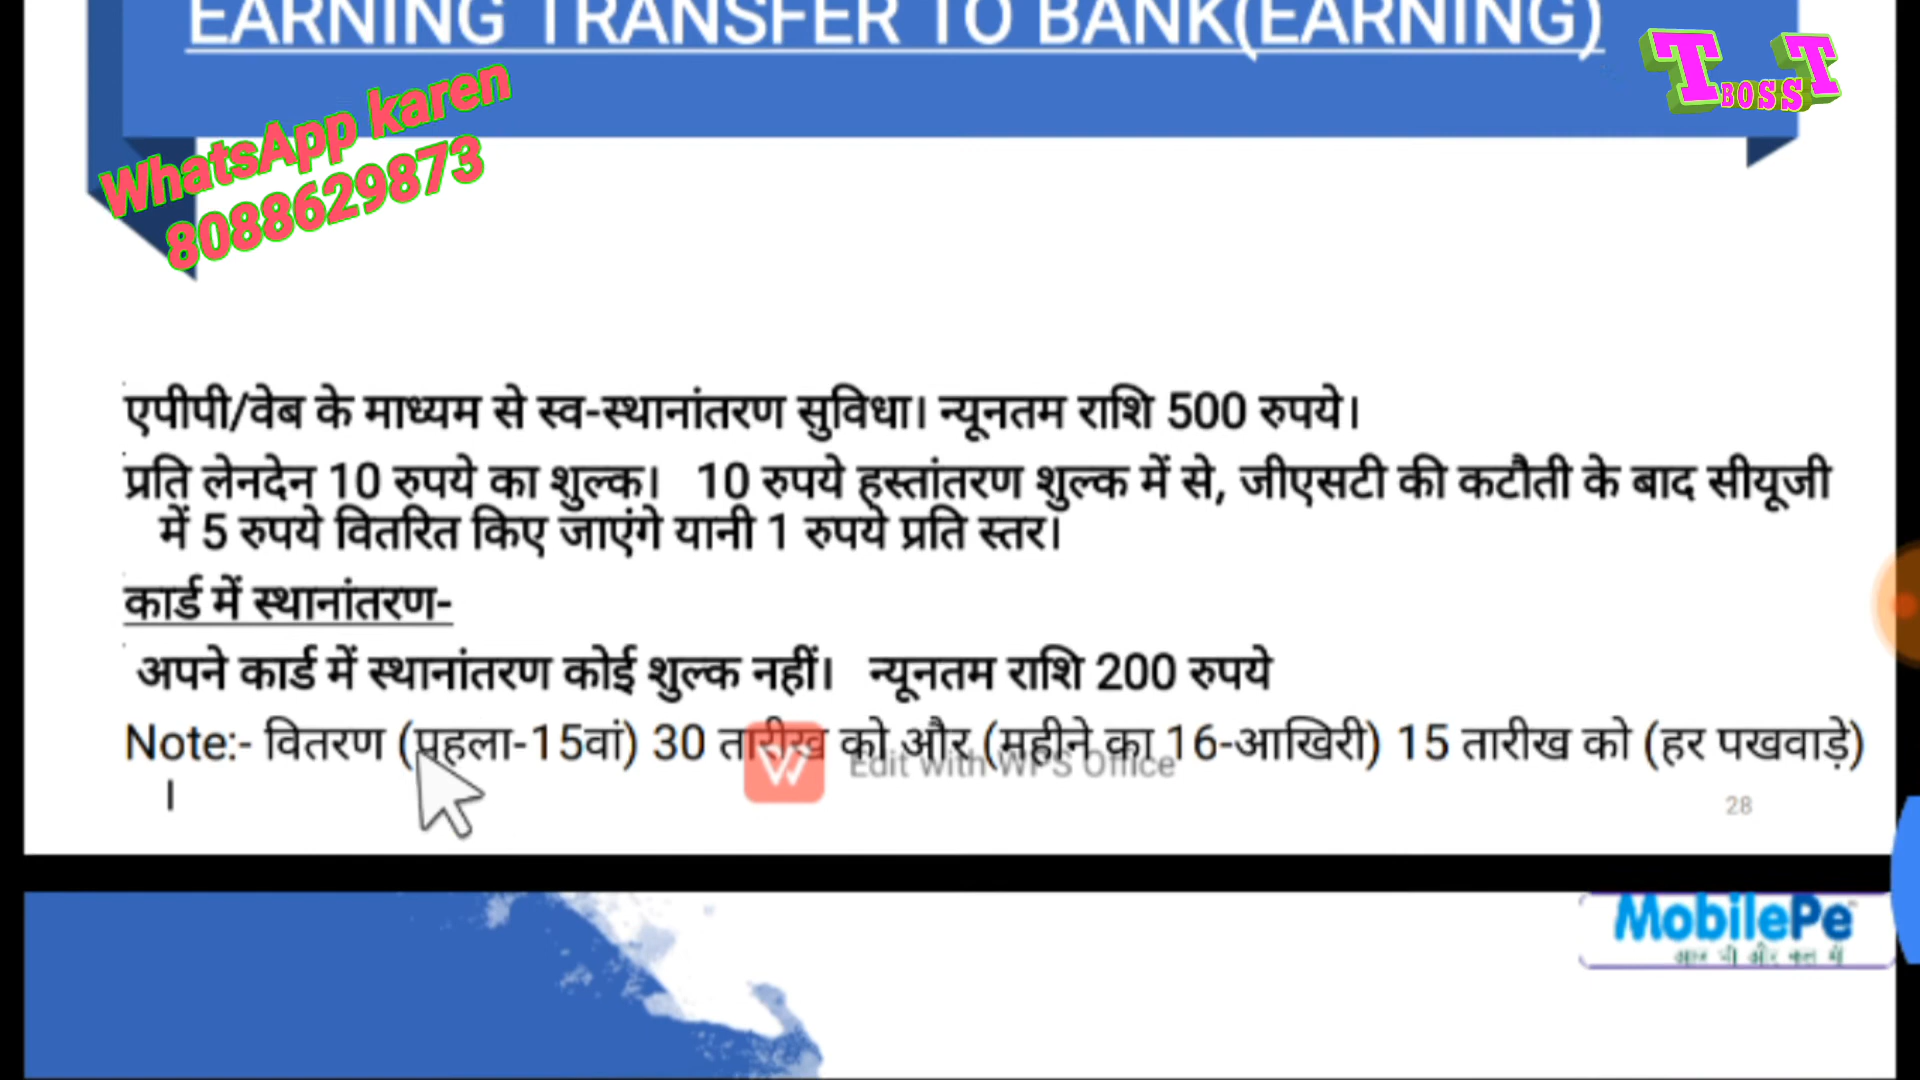 EARNING TRANSFER TO BANK(EARNING)
T BOSS T
WhatsApp karen
8088629873
एपीपी/वेब के माध्यम से स्व-स्थानांतरण सुविधा। न्यूनतम राशि 500 रुपये।
प्रति लेनदेन 10 रुपये का शुल्क। 10 रुपये हस्तांतरण शुल्क में से, जीएसटी की कटौती के बाद सीयूजी
में 5 रुपये वितरित किए जाएंगे यानी 1 रुपये प्रति स्तर।
कार्ड में स्थानांतरण-
अपने कार्ड में स्थानांतरण कोई शुल्क नहीं। न्यूनतम राशि 200 रुपये
Note:- वितरण (पहला-15वां) 30 तारीख को और (महीने का 16-आखिरी) 15 तारीख को (हर पखवाड़े)
।
Edit with WPS Office
28
MobilePe
आज भी और कल भी